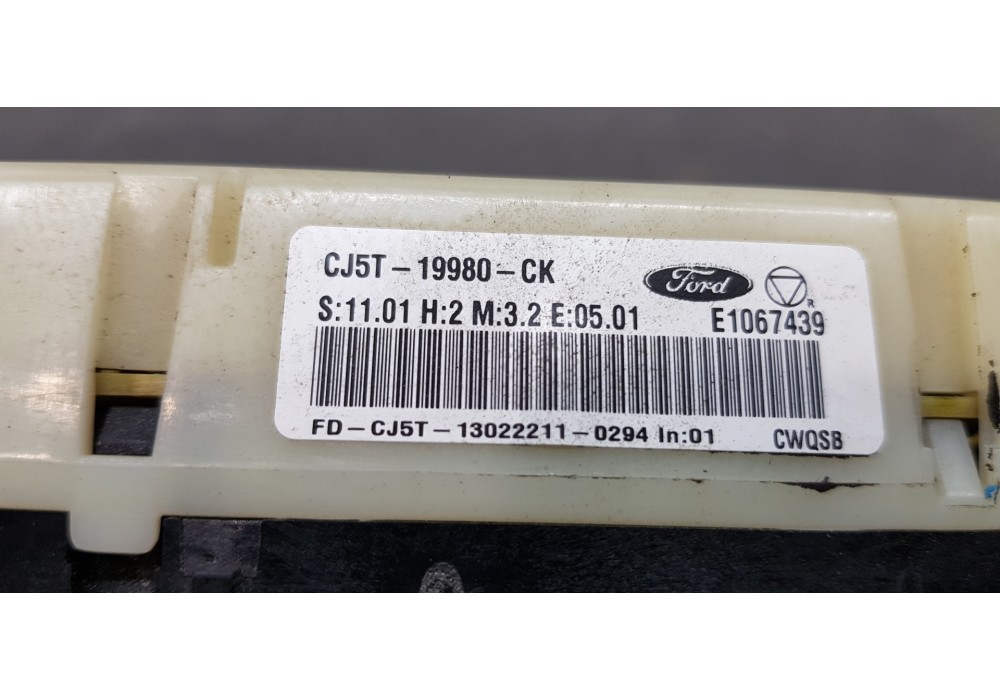 CJ5T-19980-CK
Ford
R
S:11.01 H:2 M:3.2 E:05.01
E1067439
FD-CJ5T-13022211-0294 In:01
CWQSB